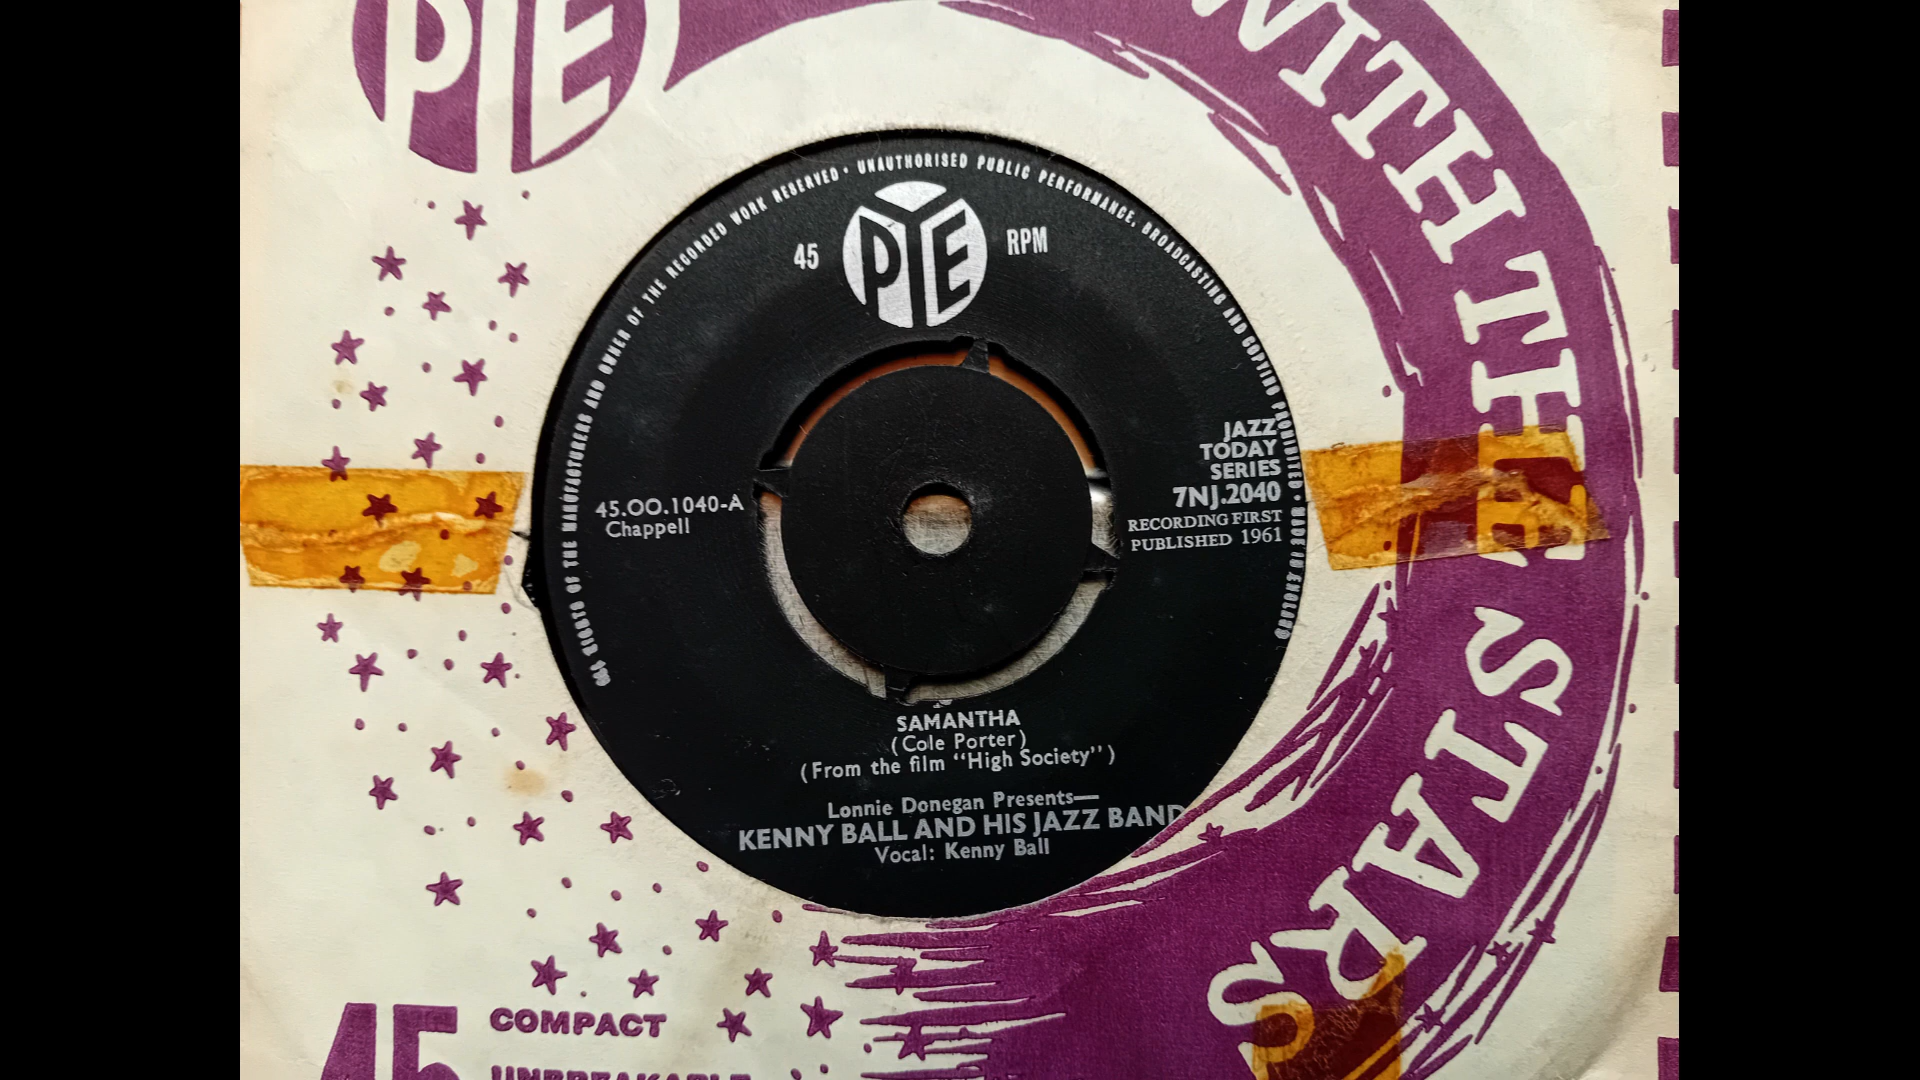 PYE
WITH THE STARS
ALL RIGHTS OF THE MANUFACTURERS AND OWNER OF THE RECORDED WORK RESERVED · UNAUTHORISED PUBLIC PERFORMANCE, BROADCASTING AND COPYING PROHIBITED · MADE IN ENGLAND
45 PYE RPM
JAZZ
TODAY
SERIES
7NJ.2040
RECORDING FIRST
PUBLISHED 1961
45.OO.1040-A
Chappell
SAMANTHA
(Cole Porter)
(From the film "High Society")
Lonnie Donegan Presents—
KENNY BALL AND HIS JAZZ BAND
Vocal: Kenny Ball
45 COMPACT
UNBREAKABLE